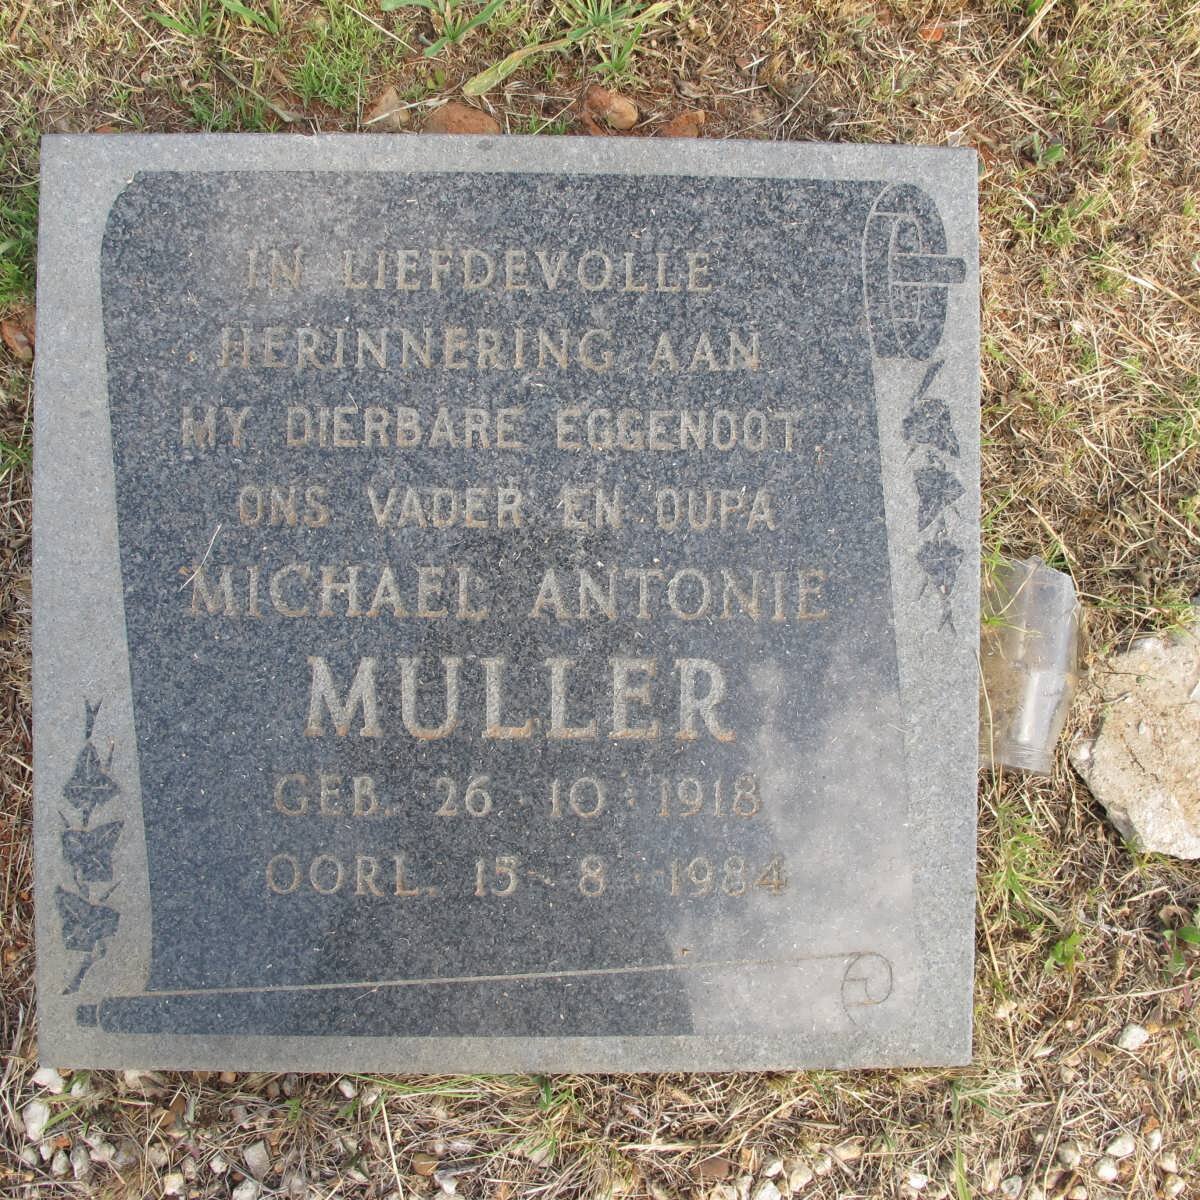 IN LIEFDEVOLLE
HERINNERING AAN
MY DIERBARE EGGENOOT,
ONS VADER EN OUPA
MICHAEL ANTONIE
MULLER
GEB. 26 · 10 · 1918
OORL. 15 · 8 · 1984